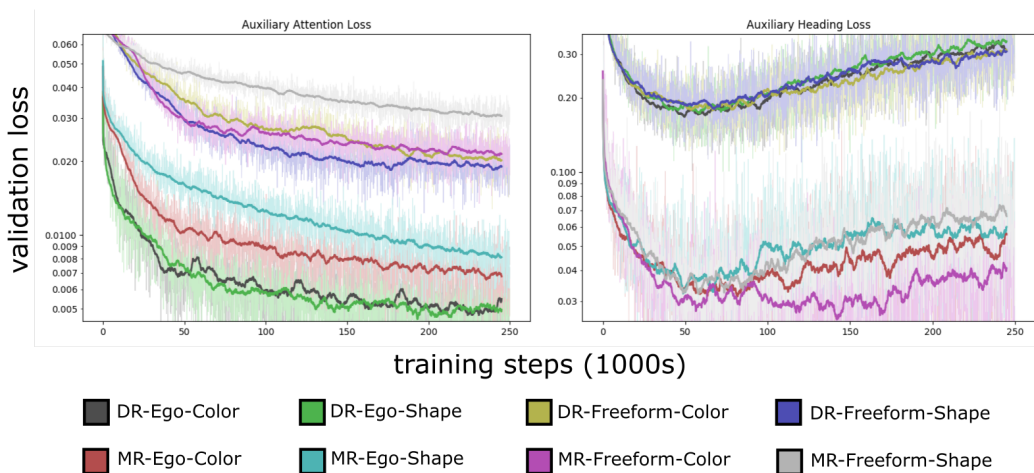 Auxiliary Attention Loss
Auxiliary Heading Loss
validation loss
0.060
0.050
0.040
0.030
0.020
0.0100
0.009
0.008
0.007
0.006
0.005
0 50 100 150 200 250
0.30
0.20
0.100
0.09
0.08
0.07
0.06
0.05
0.04
0.03
0 50 100 150 200 250
training steps (1000s)
DR-Ego-Color DR-Ego-Shape DR-Freeform-Color DR-Freeform-Shape
MR-Ego-Color MR-Ego-Shape MR-Freeform-Color MR-Freeform-Shape